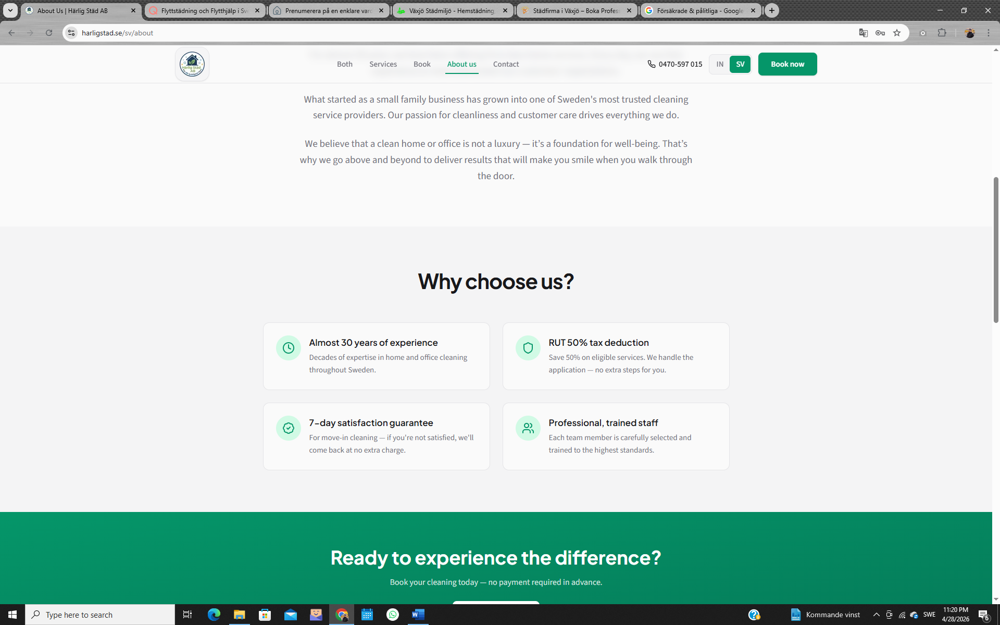 About Us | Härlig Städ AB
Flyttstädning och Flytthjälp i Sv
Prenumerera på en enklare vard
Växjö Städmiljö - Hemstädning,
Städfirma i Växjö – Boka Profes
Försäkrade & pålitliga - Google
harligstad.se/sv/about
Härlig Städ AB
Both
Services
Book
About us
Contact
0470-597 015
IN
SV
Book now
What started as a small family business has grown into one of Sweden's most trusted cleaning
service providers. Our passion for cleanliness and customer care drives everything we do.
We believe that a clean home or office is not a luxury — it’s a foundation for well-being. That’s
why we go above and beyond to deliver results that will make you smile when you walk through
the door.
Why choose us?
Almost 30 years of experience
Decades of expertise in home and office cleaning
throughout Sweden.
RUT 50% tax deduction
Save 50% on eligible services. We handle the
application — no extra steps for you.
7-day satisfaction guarantee
For move-in cleaning — if you're not satisfied, we'll
come back at no extra charge.
Professional, trained staff
Each team member is carefully selected and
trained to the highest standards.
Ready to experience the difference?
Book your cleaning today — no payment required in advance.
Type here to search
Kommande vinst
SWE
11:20 PM
4/28/2026
6